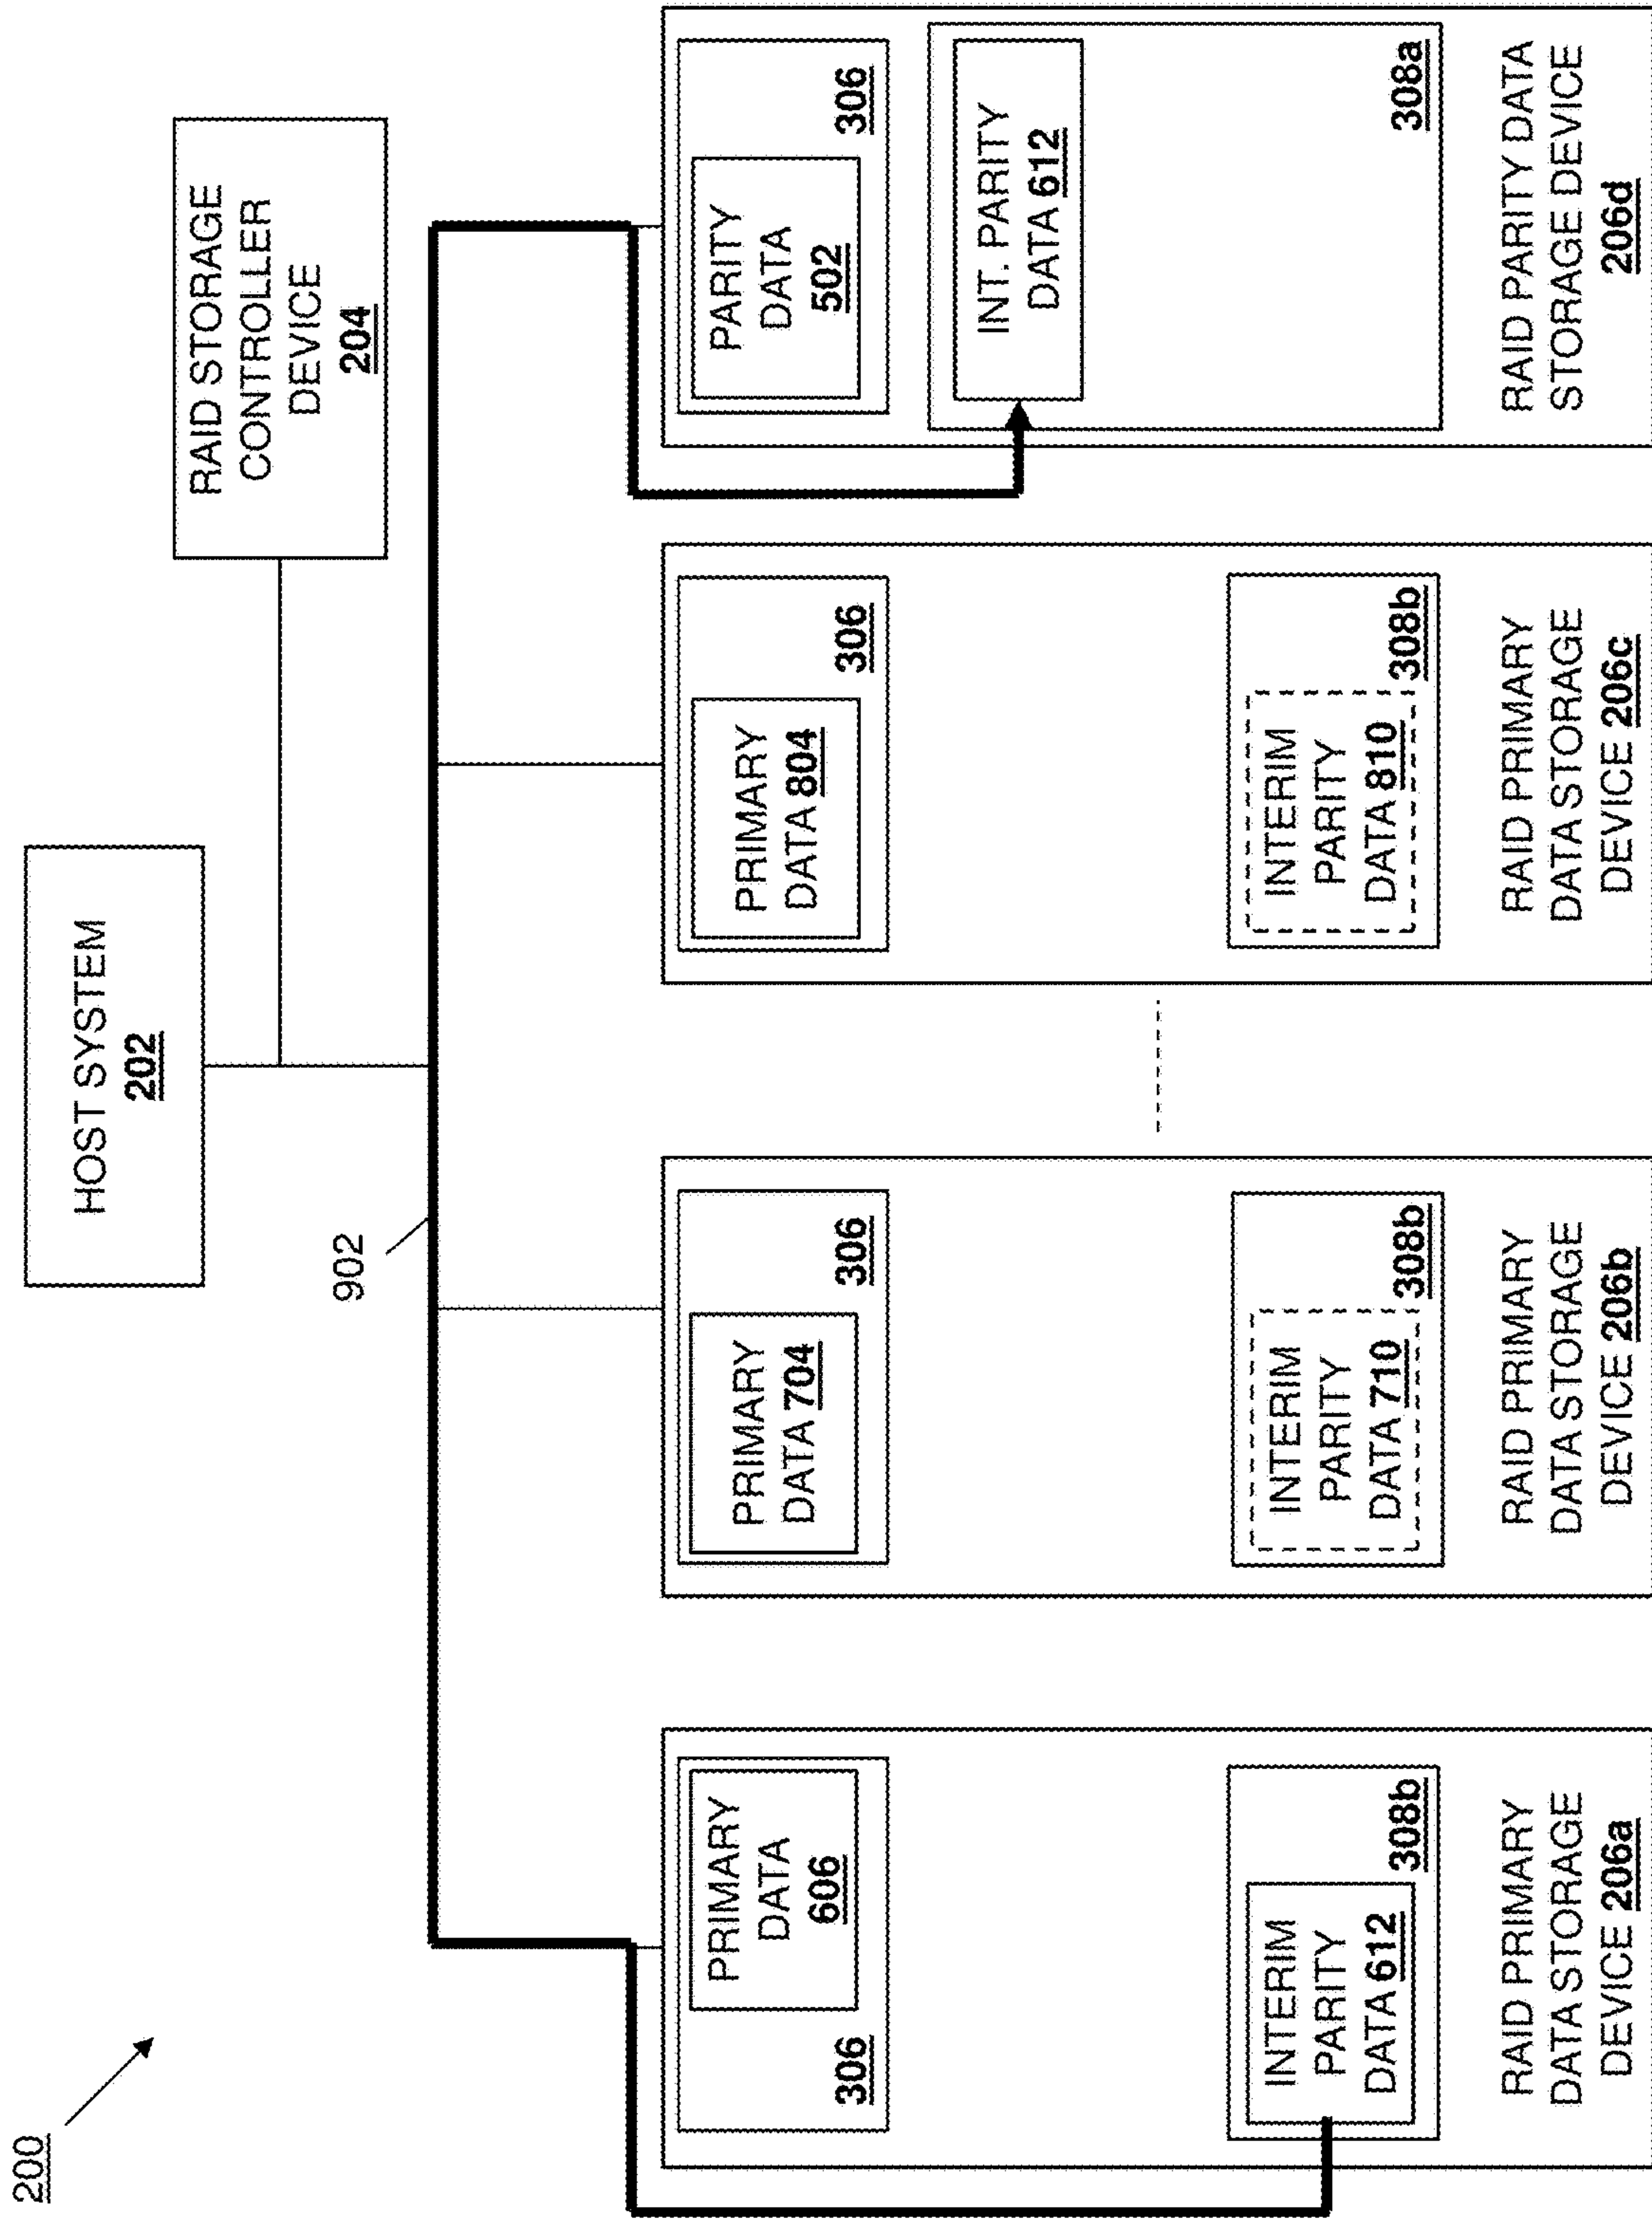 200
HOST SYSTEM
202
RAID STORAGE
CONTROLLER
DEVICE
204
902
PRIMARY
DATA
606
306
INTERIM
PARITY
DATA 612
308b
RAID PRIMARY
DATA STORAGE
DEVICE 206a
PRIMARY
DATA 704
306
INTERIM
PARITY
DATA 710
308b
RAID PRIMARY
DATA STORAGE
DEVICE 206b
PRIMARY
DATA 804
306
INTERIM
PARITY
DATA 810
308b
RAID PRIMARY
DATA STORAGE
DEVICE 206c
PARITY
DATA
502
306
INT. PARITY
DATA 612
308a
RAID PARITY DATA
STORAGE DEVICE
206d